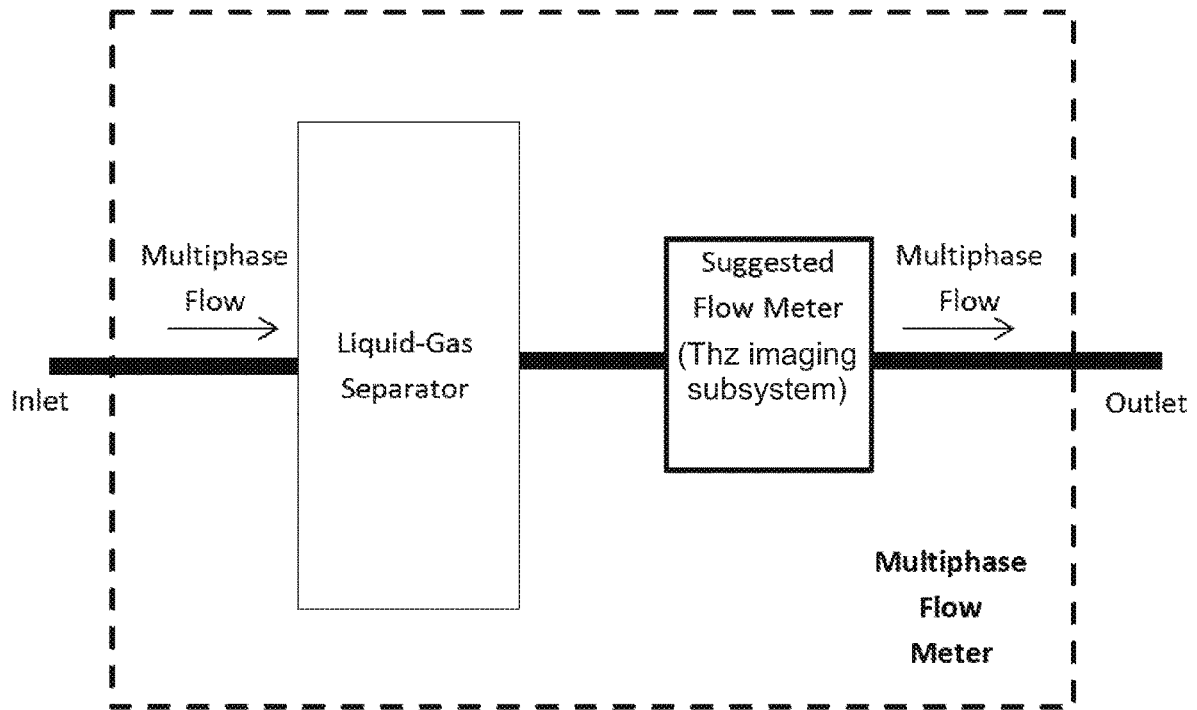 Multiphase
Flow
Inlet
Liquid-Gas
Separator
Suggested
Flow Meter
(Thz imaging
subsystem)
Multiphase
Flow
Outlet
Multiphase
Flow
Meter